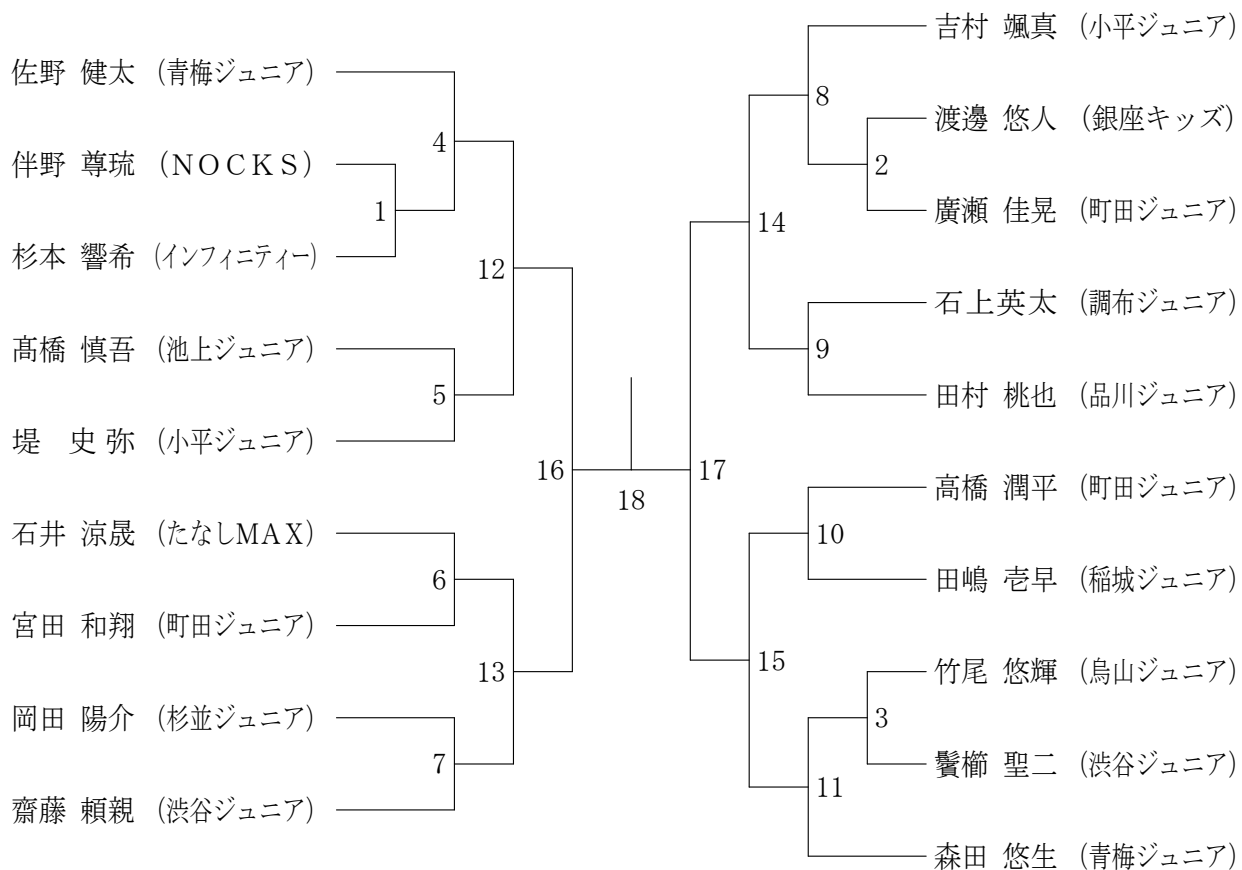 佐野 健太 (青梅ジュニア)
伴野 尊琉 (NOCKS)
杉本 響希 (インフィニティー)
髙橋 慎吾 (池上ジュニア)
堤 史弥 (小平ジュニア)
石井 涼晟 (たなしMAX)
宮田 和翔 (町田ジュニア)
岡田 陽介 (杉並ジュニア)
齋藤 頼親 (渋谷ジュニア)
1
4
5
6
7
12
13
16
18
17
14
15
8
2
9
10
3
11
吉村 颯真 (小平ジュニア)
渡邊 悠人 (銀座キッズ)
廣瀬 佳晃 (町田ジュニア)
石上英太 (調布ジュニア)
田村 桃也 (品川ジュニア)
高橋 潤平 (町田ジュニア)
田嶋 壱早 (稲城ジュニア)
竹尾 悠輝 (烏山ジュニア)
鬢櫛 聖二 (渋谷ジュニア)
森田 悠生 (青梅ジュニア)